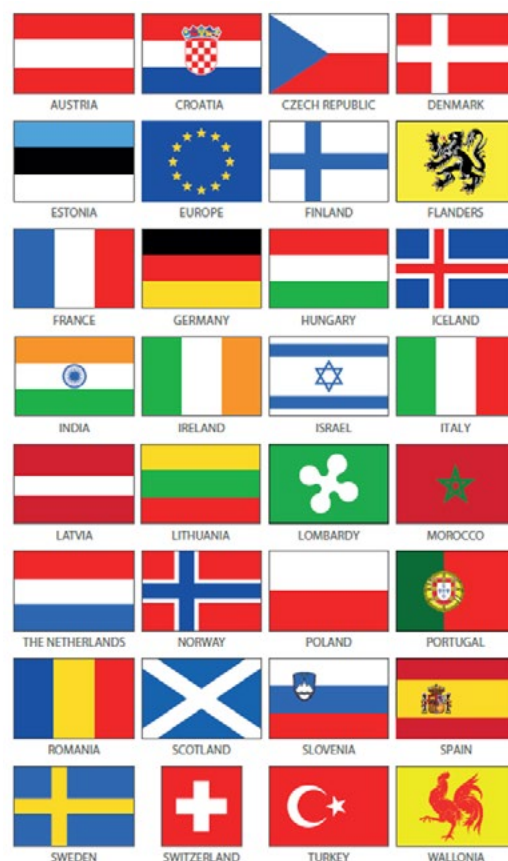 AUSTRIA CROATIA CZECH REPUBLIC DENMARK
ESTONIA EUROPE FINLAND FLANDERS
FRANCE GERMANY HUNGARY ICELAND
INDIA IRELAND ISRAEL ITALY
LATVIA LITHUANIA LOMBARDY MOROCCO
THE NETHERLANDS NORWAY POLAND PORTUGAL
ROMANIA SCOTLAND SLOVENIA SPAIN
SWEDEN SWITZERLAND TURKEY WALLONIA